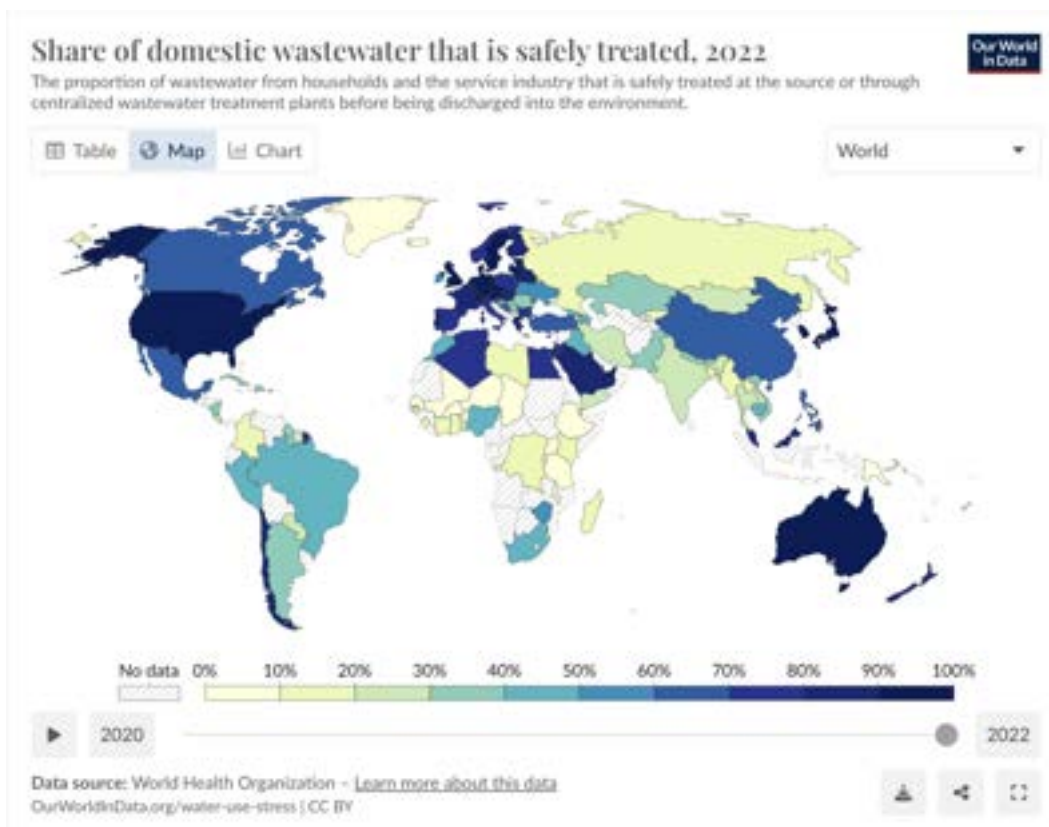 Share of domestic wastewater that is safely treated, 2022
Our World
in Data
The proportion of wastewater from households and the service industry that is safely treated at the source or through
centralized wastewater treatment plants before being discharged into the environment.
Table Map Chart
World
No data 0% 10% 20% 30% 40% 50% 60% 70% 80% 90% 100%
2020 2022
Data source: World Health Organization – Learn more about this data
OurWorldInData.org/water-use-stress | CC BY